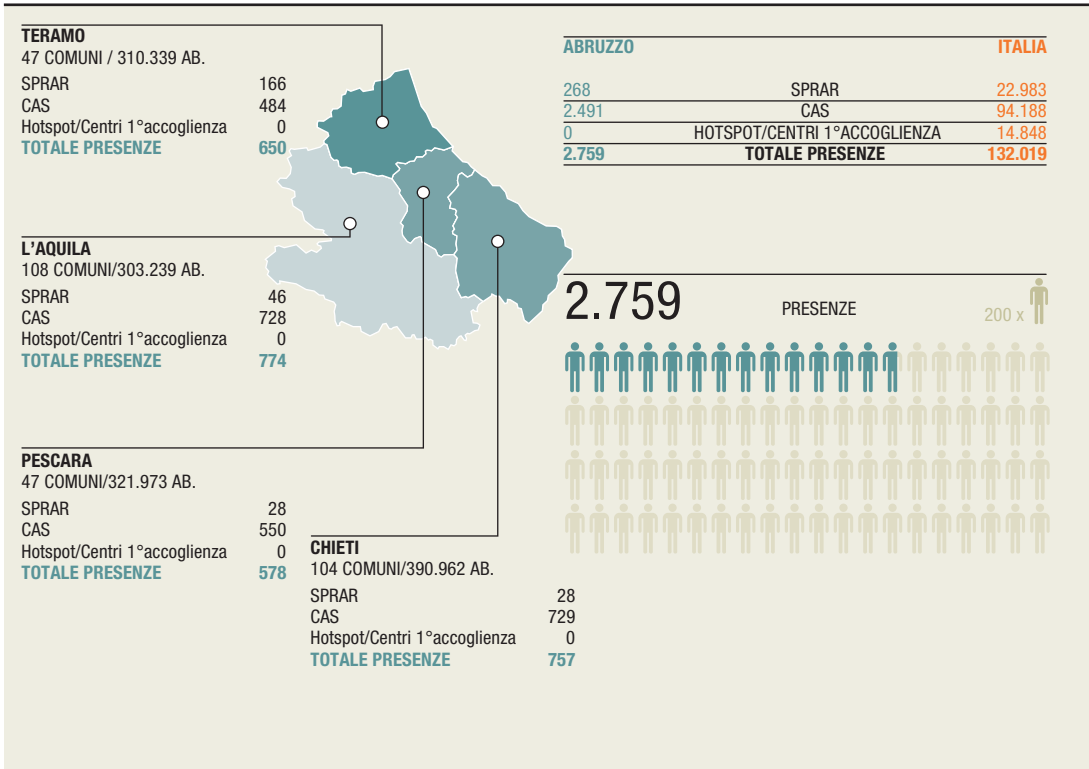 TERAMO
47 COMUNI / 310.339 AB.
SPRAR 166
CAS 484
Hotspot/Centri 1°accoglienza 0
TOTALE PRESENZE 650
L'AQUILA
108 COMUNI/303.239 AB.
SPRAR 46
CAS 728
Hotspot/Centri 1°accoglienza 0
TOTALE PRESENZE 774
PESCARA
47 COMUNI/321.973 AB.
SPRAR 28
CAS 550
Hotspot/Centri 1°accoglienza 0
TOTALE PRESENZE 578
CHIETI
104 COMUNI/390.962 AB.
SPRAR 28
CAS 729
Hotspot/Centri 1°accoglienza 0
TOTALE PRESENZE 757
ABRUZZO ITALIA
268 SPRAR 22.983
2.491 CAS 94.188
0 HOTSPOT/CENTRI 1°ACCOGLIENZA 14.848
2.759 TOTALE PRESENZE 132.019
2.759 PRESENZE 200 x